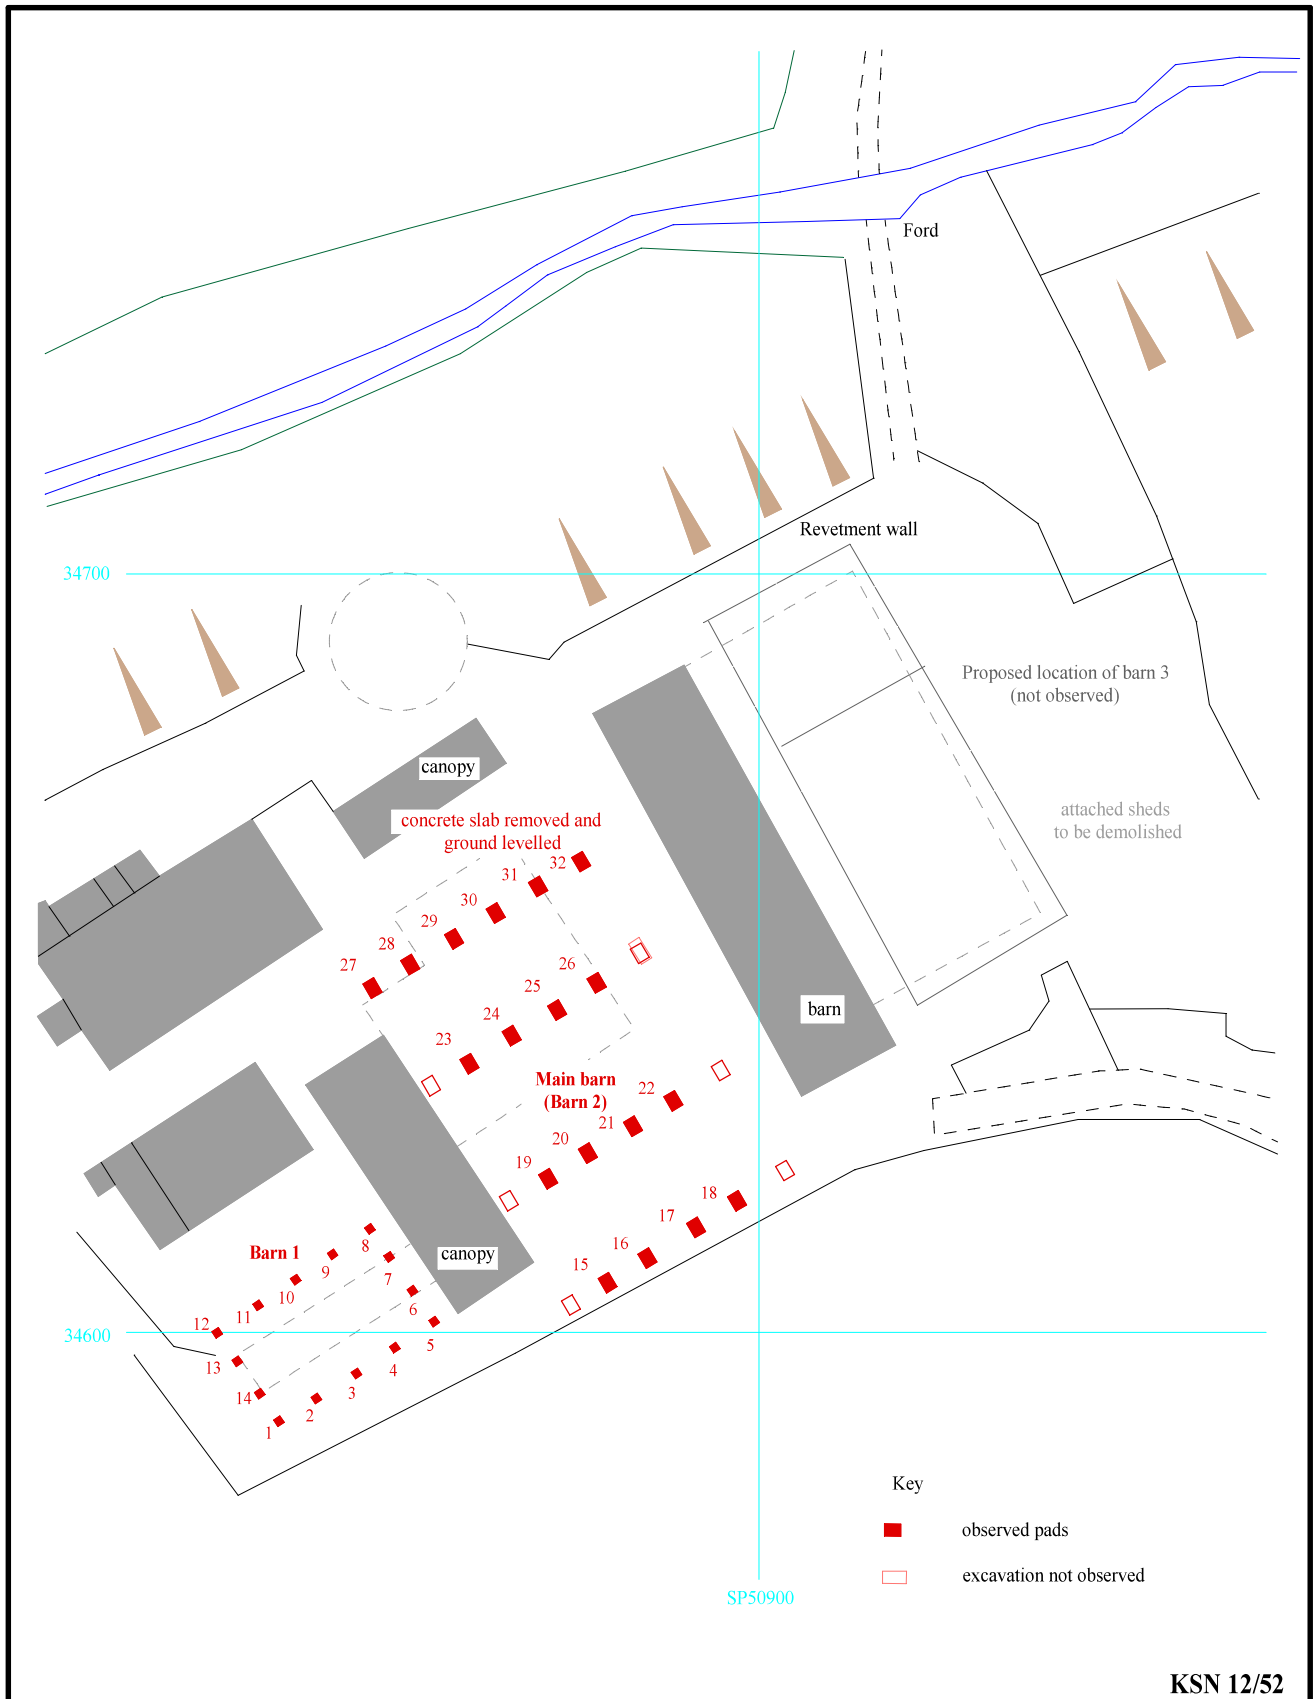 Ford
Revetment wall
34700
Proposed location of barn 3
(not observed)
canopy
attached sheds
to be demolished
concrete slab removed and
ground levelled
32
31
30
29
28
27
26
25
24
23
barn
Main barn
(Barn 2)
22
21
20
19
18
17
16
15
Barn 1
canopy
8
9
7
10
6
11
5
12
34600
13
4
3
14
2
1
Key
observed pads
excavation not observed
SP50900
KSN 12/52